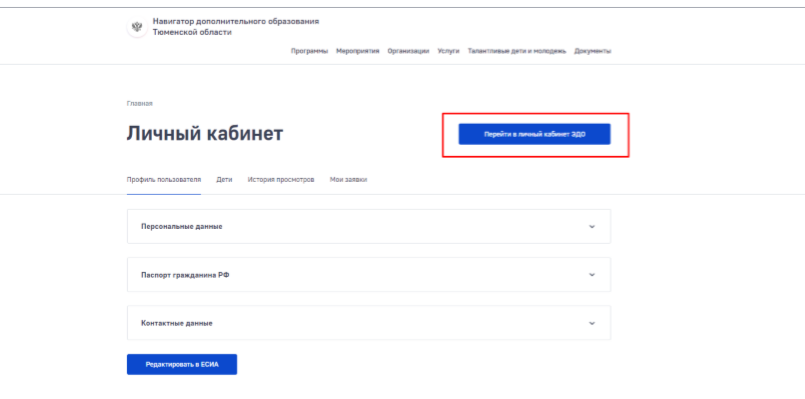 Навигатор дополнительного образования
Тюменской области
Программы Мероприятия Организации Услуги Талантливые дети и молодежь Документы
Главная
Личный кабинет
Перейти в личный кабинет ЭДО
Профиль пользователя Дети История просмотров Мои заявки
Персональные данные
Паспорт гражданина РФ
Контактные данные
Редактировать в ЕСИА